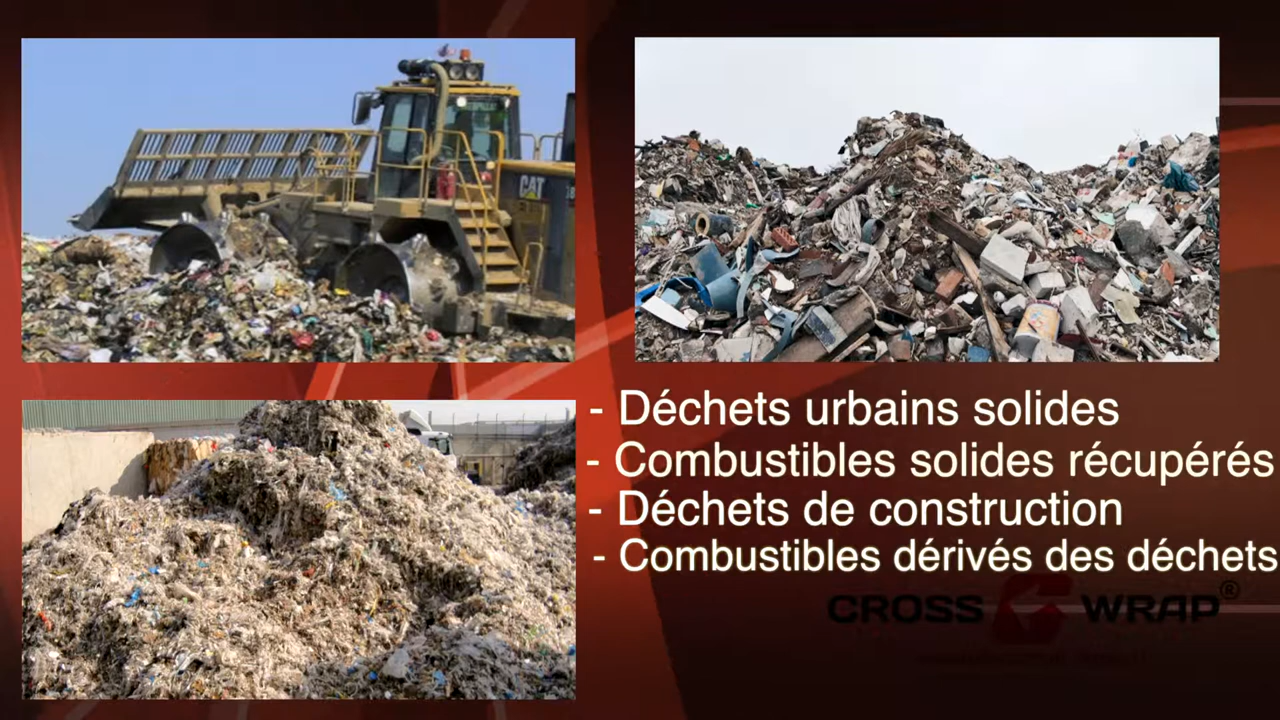 CAT
- Déchets urbains solides
- Combustibles solides récupérés
- Déchets de construction
- Combustibles dérivés des déchets
CROSS WRAP®